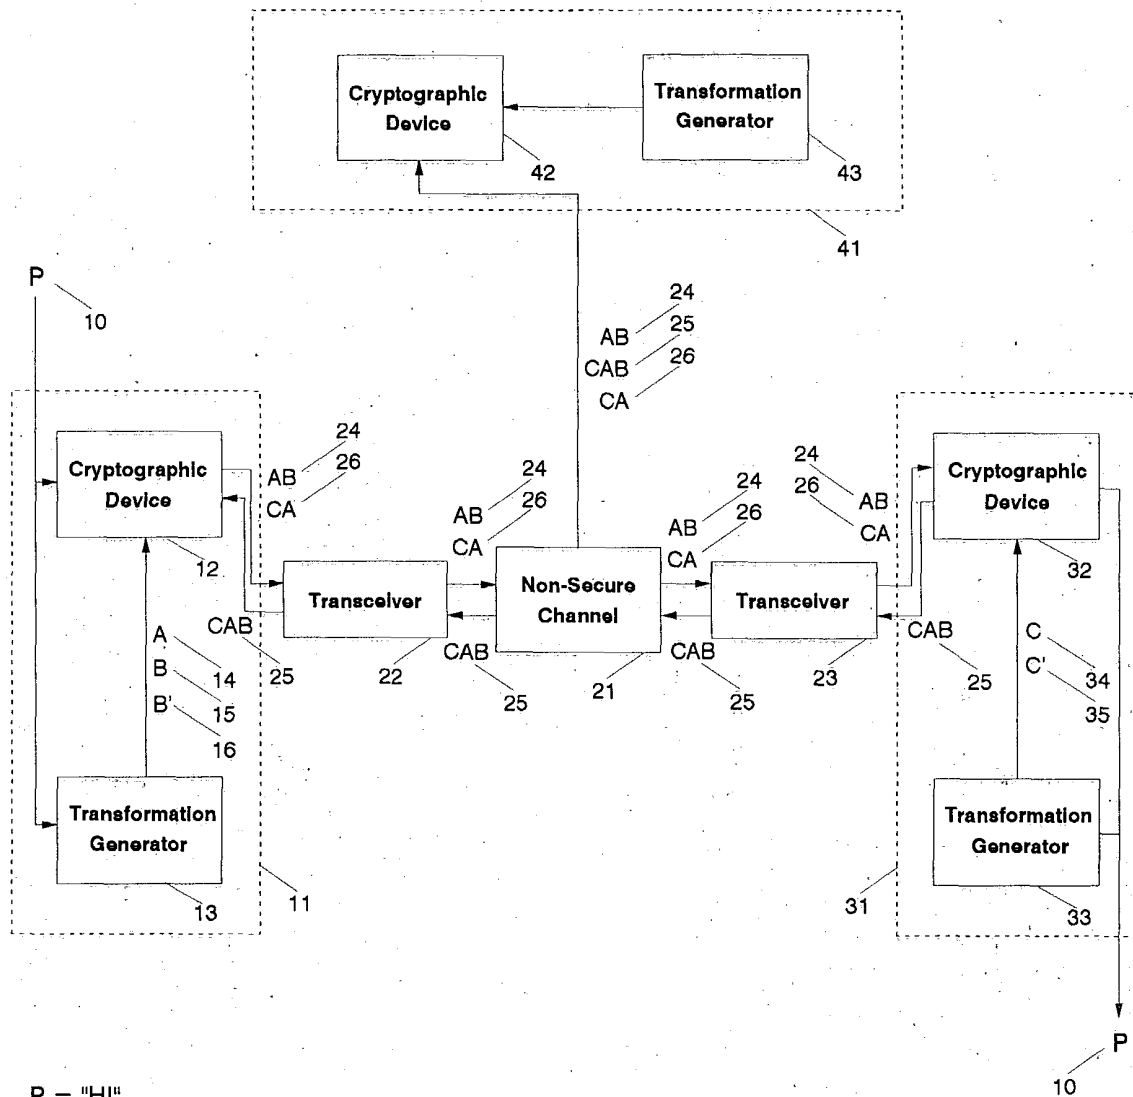 Cryptographic
Device
42
Transformation
Generator
43
41
P
10
AB 24
CAB 25
CA 26
Cryptographic
Device
12
AB 24
CA 26
AB 24
CA 26
AB 24
CA 26
24 AB
26 CA
Cryptographic
Device
32
Transceiver
22
Non-Secure
Channel
21
Transceiver
23
CAB
25
CAB
25
CAB
25
CAB
25
A 14
B 15
B' 16
C 34
C' 35
Transformation
Generator
13
11
31
Transformation
Generator
33
P
10
P = "HI"